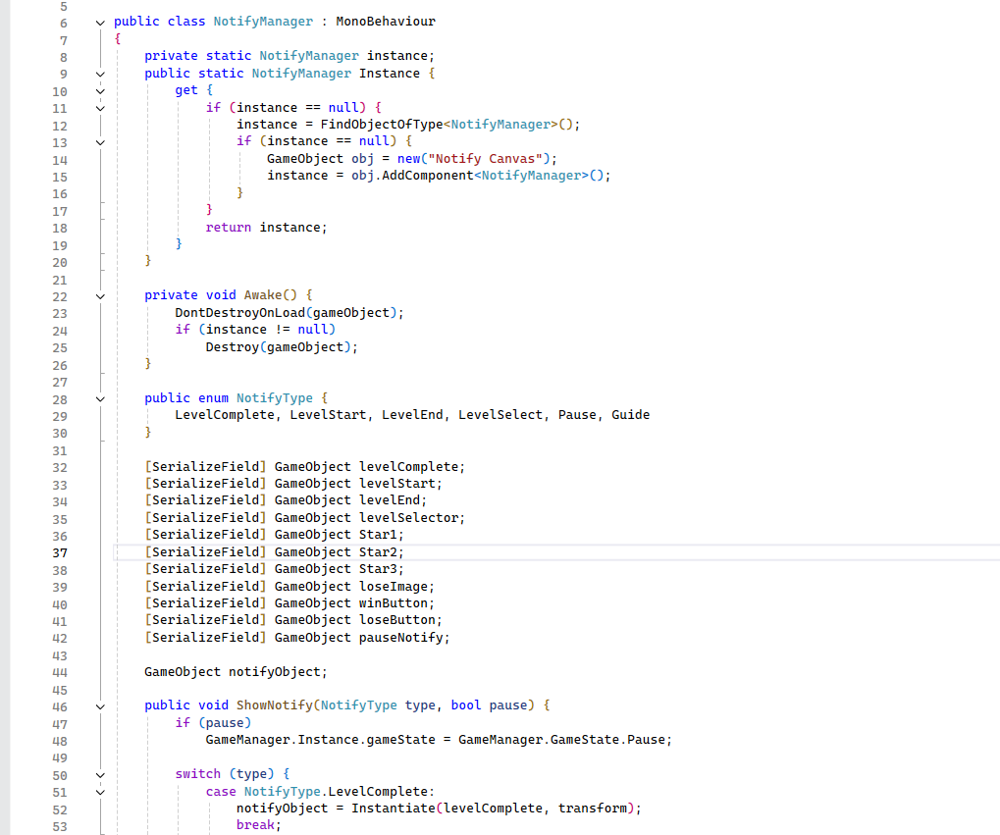 5
6 public class NotifyManager : MonoBehaviour
7 {
8     private static NotifyManager instance;
9     public static NotifyManager Instance {
10         get {
11             if (instance == null) {
12                 instance = FindObjectOfType<NotifyManager>();
13                 if (instance == null) {
14                     GameObject obj = new("Notify Canvas");
15                     instance = obj.AddComponent<NotifyManager>();
16                 }
17             }
18             return instance;
19         }
20     }
21
22     private void Awake() {
23         DontDestroyOnLoad(gameObject);
24         if (instance != null)
25             Destroy(gameObject);
26     }
27
28     public enum NotifyType {
29         LevelComplete, LevelStart, LevelEnd, LevelSelect, Pause, Guide
30     }
31
32     [SerializeField] GameObject levelComplete;
33     [SerializeField] GameObject levelStart;
34     [SerializeField] GameObject levelEnd;
35     [SerializeField] GameObject levelSelector;
36     [SerializeField] GameObject Star1;
37     [SerializeField] GameObject Star2;
38     [SerializeField] GameObject Star3;
39     [SerializeField] GameObject loseImage;
40     [SerializeField] GameObject winButton;
41     [SerializeField] GameObject loseButton;
42     [SerializeField] GameObject pauseNotify;
43
44     GameObject notifyObject;
45
46     public void ShowNotify(NotifyType type, bool pause) {
47         if (pause)
48             GameManager.Instance.gameState = GameManager.GameState.Pause;
49
50         switch (type) {
51             case NotifyType.LevelComplete:
52                 notifyObject = Instantiate(levelComplete, transform);
53                 break;